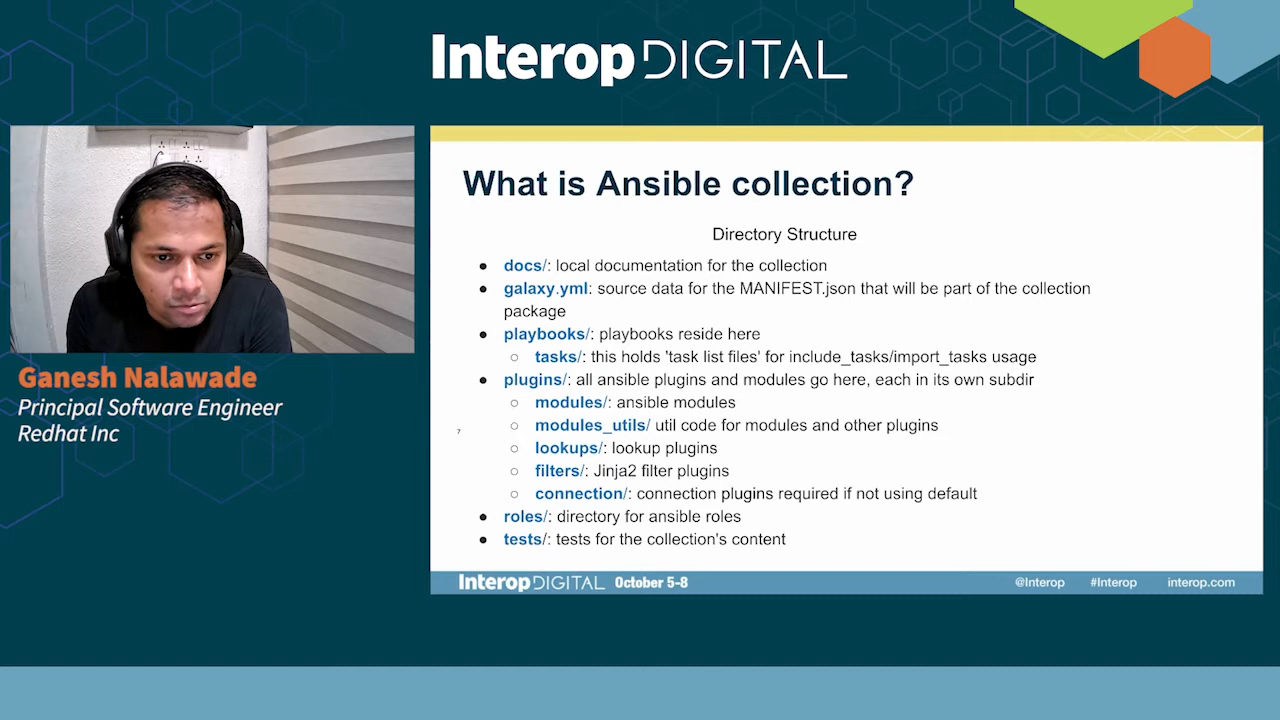 Interop DIGITAL
Ganesh Nalawade
Principal Software Engineer
Redhat Inc
What is Ansible collection?
Directory Structure
● docs/: local documentation for the collection
● galaxy.yml: source data for the MANIFEST.json that will be part of the collection
package
● playbooks/: playbooks reside here
○ tasks/: this holds 'task list files' for include_tasks/import_tasks usage
● plugins/: all ansible plugins and modules go here, each in its own subdir
○ modules/: ansible modules
○ modules_utils/ util code for modules and other plugins
○ lookups/: lookup plugins
○ filters/: Jinja2 filter plugins
○ connection/: connection plugins required if not using default
● roles/: directory for ansible roles
● tests/: tests for the collection's content
7
Interop DIGITAL October 5-8
@Interop #Interop interop.com